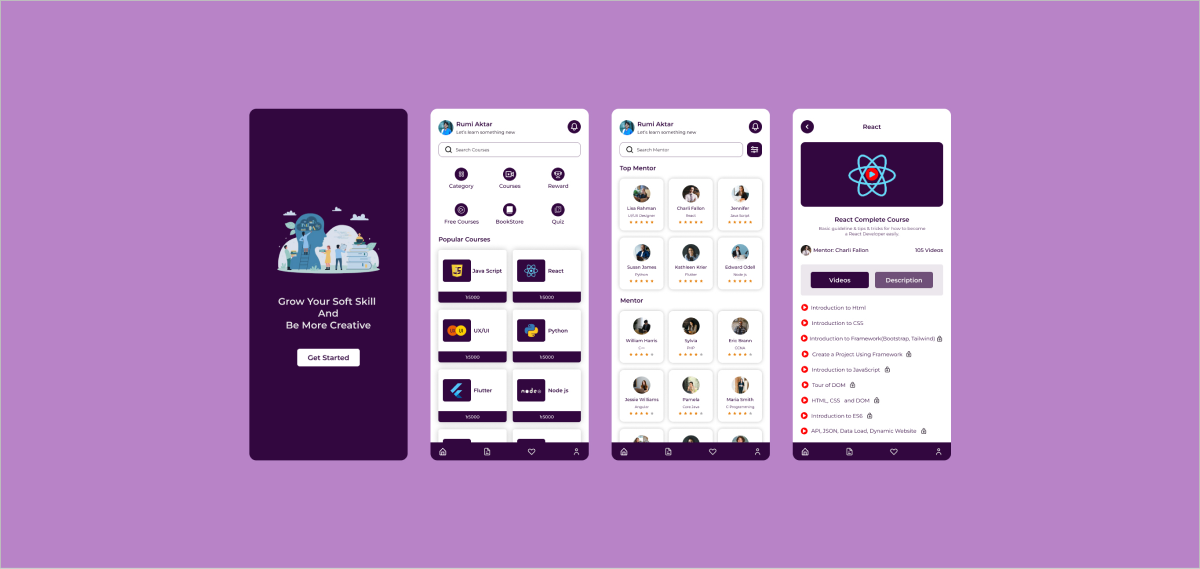 Grow Your Soft Skill
And
Be More Creative
Get Started
Rumi Aktar
Let's learn something new
Search Courses
Category
Courses
Reward
Free Courses
BookStore
Quiz
Popular Courses
Java Script
React
৳5000
৳5000
UX/UI
Python
৳5000
৳5000
Flutter
Node js
৳5000
৳5000
Rumi Aktar
Let's learn something new
Search Mentor
Top Mentor
Lisa Rahman
Charli Fallon
Jennifer
UI/UX Designer
React
Java Script
Susan James
Kathleen Krier
Edward Odell
Python
Flutter
Node js
Mentor
William Harris
Sylvia
Eric Brann
C++
PHP
CCNA
Jessie Williams
Pamela
Maria Smith
Angular
Core Java
C Programming
React
React Complete Course
Basic guideline & tips & tricks for how to become
a React Developer easily.
Mentor: Charli Fallon
105 Videos
Videos
Description
Introduction to Html
Introduction to CSS
Introduction to Framework(Bootstrap, Tailwind)
Create a Project Using Framework
Introduction to JavaScript
Tour of DOM
HTML, CSS and DOM
Introduction to ES6
API, JSON, Data Load, Dynamic Website